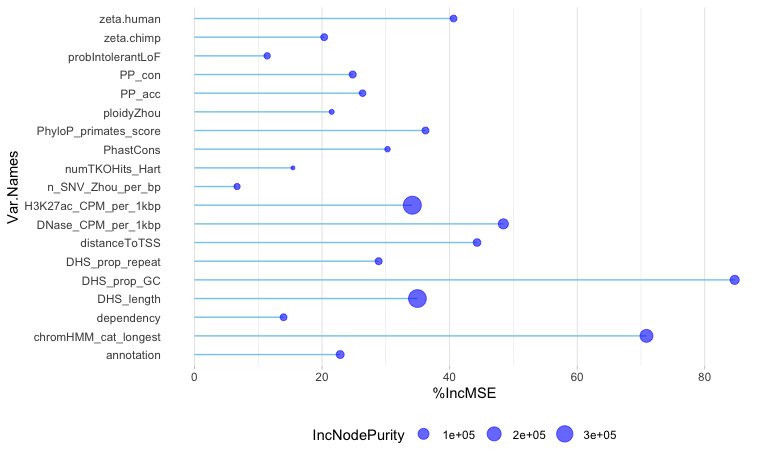 Var.Names
zeta.human
zeta.chimp
probIntolerantLoF
PP_con
PP_acc
ploidyZhou
PhyloP_primates_score
PhastCons
numTKOHits_Hart
n_SNV_Zhou_per_bp
H3K27ac_CPM_per_1kbp
DNase_CPM_per_1kbp
distanceToTSS
DHS_prop_repeat
DHS_prop_GC
DHS_length
dependency
chromHMM_cat_longest
annotation
0 20 40 60 80
%IncMSE
IncNodePurity 1e+05 2e+05 3e+05